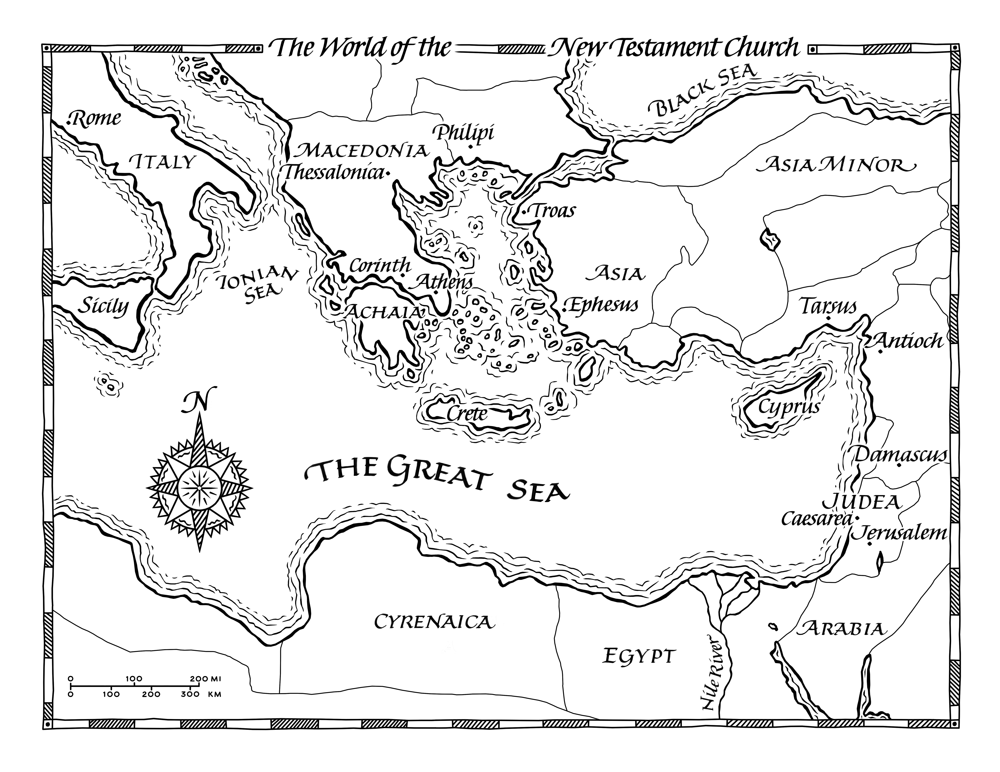 The World of the New Testament Church
BLACK SEA
Rome
Philipi
MACEDONIA
ITALY
ASIA MINOR
Thessalonica
Troas
Corinth
IONIAN
SEA
ASIA
Athens
Sicily
ACHAIA
Ephesus
Tarsus
Antioch
N
Crete
Cyprus
THE GREAT SEA
Damascus
JUDEA
Caesarea
Jerusalem
CYRENAICA
ARABIA
EGYPT
Nile River
0 100 200 MI
0 100 200 300 KM